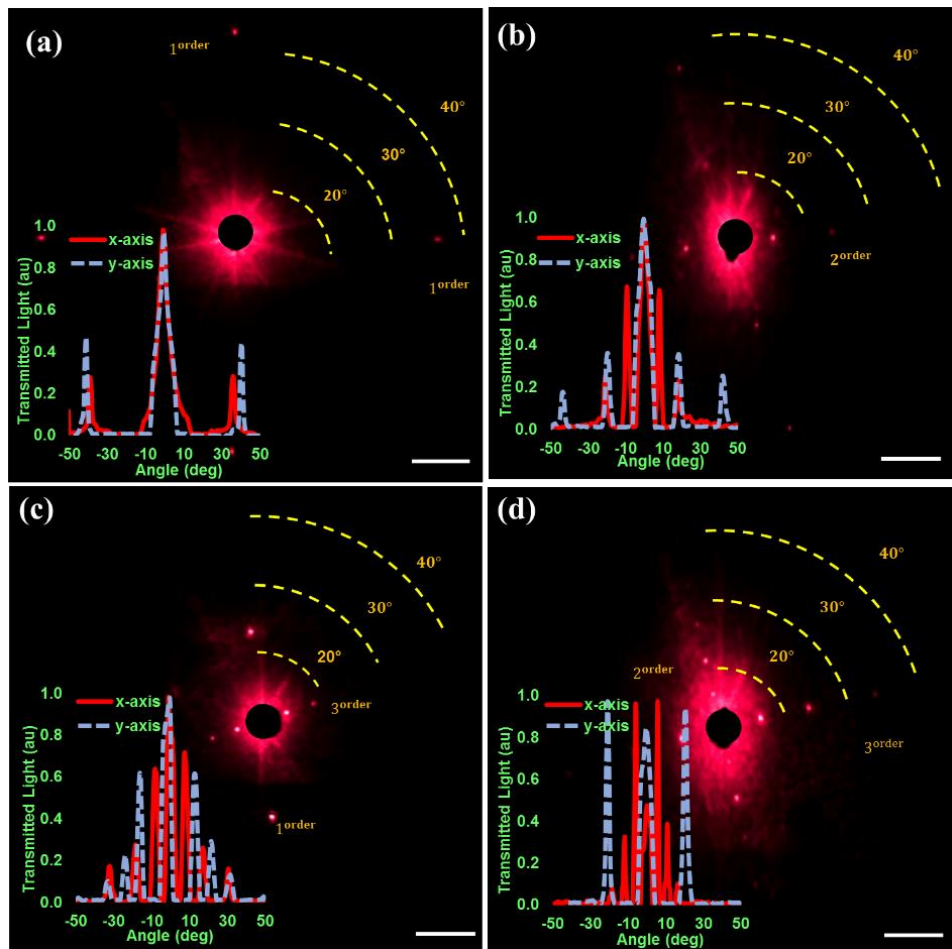 (a)
1order
40°
30°
20°
1.0
0.8
0.6
0.4
0.2
0.0
Transmitted Light (au)
x-axis
y-axis
1order
-50 -30 -10 10 30 50
Angle (deg)
(b)
40°
30°
20°
1.0
0.8
0.6
0.4
0.2
0.0
Transmitted Light (au)
x-axis
y-axis
2order
-50 -30 -10 10 30 50
Angle (deg)
(c)
40°
30°
20°
1.0
0.8
0.6
0.4
0.2
0.0
Transmitted Light (au)
x-axis
y-axis
3order
1order
-50 -30 -10 10 30 50
Angle (deg)
(d)
40°
30°
20°
2order
1.0
0.8
0.6
0.4
0.2
0.0
Transmitted Light (au)
x-axis
y-axis
3order
-50 -30 -10 10 30 50
Angle (deg)